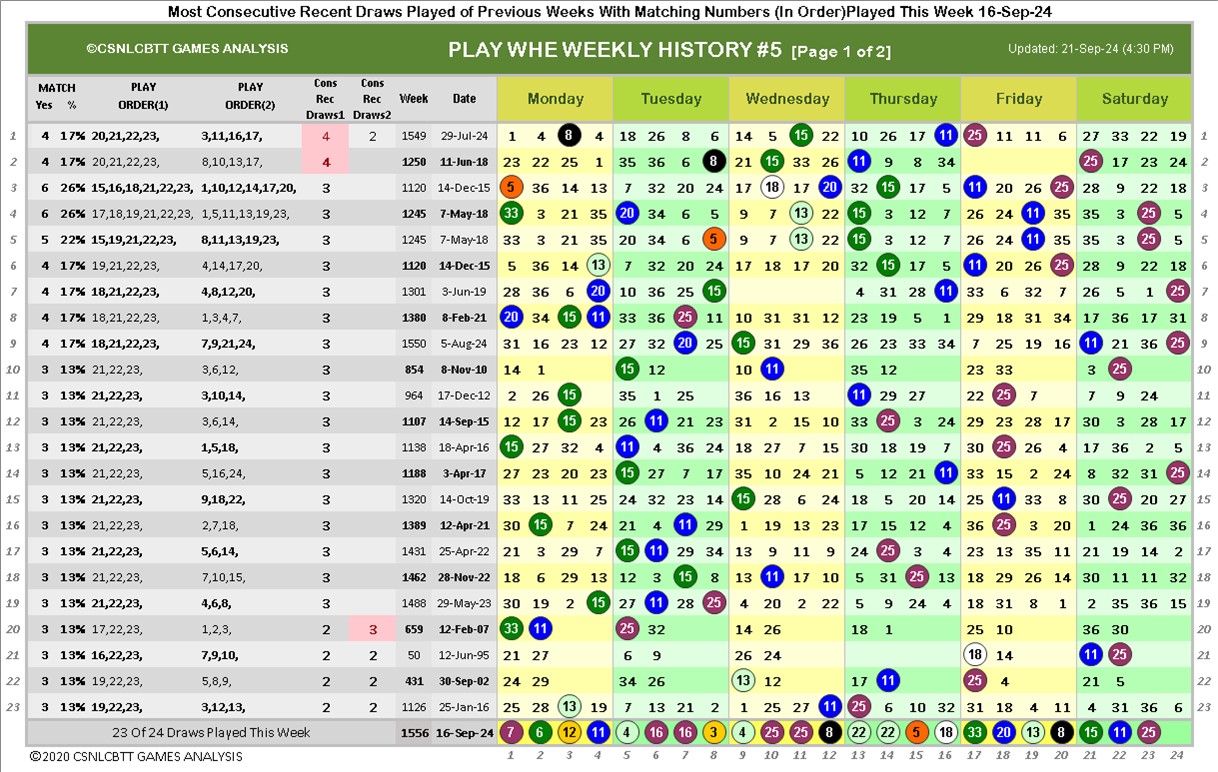 Most Consecutive Recent Draws Played of Previous Weeks With Matching Numbers (In Order)Played This Week 16-Sep-24
©CSNLCBTT GAMES ANALYSIS PLAY WHE WEEKLY HISTORY #5 [Page 1 of 2] Updated: 21-Sep-24 (4:30 PM)
MATCH Yes % PLAY ORDER(1) PLAY ORDER(2) Cons Rec Draws1 Cons Rec Draws2 Week Date Monday Tuesday Wednesday Thursday Friday Saturday
1 4 17% 20,21,22,23, 3,11,16,17, 4 2 1549 29-Jul-24 1 4 8 4 18 26 8 6 14 5 15 22 10 26 17 16 25 11 11 6 27 33 22 19 1
2 4 17% 20,21,22,23, 8,10,13,17, 4 1250 11-Jun-18 23 22 25 1 35 36 6 8 21 15 33 26 11 9 8 34 25 17 23 24 2
3 6 26% 15,16,18,21,22,23, 1,10,12,14,17,20, 3 1120 14-Dec-15 5 36 14 13 7 32 20 24 17 18 17 20 32 15 17 5 11 20 26 25 28 9 22 18 3
4 6 26% 17,18,19,21,22,23, 1,5,11,13,19,23, 3 1245 7-May-18 33 3 21 35 20 34 6 5 9 7 13 22 15 3 12 7 26 24 11 35 35 3 25 5 4
5 5 22% 15,19,21,22,23, 8,11,13,19,23, 3 1245 7-May-18 33 3 21 35 20 34 6 5 9 7 13 22 15 3 12 7 26 24 11 35 35 3 25 5 5
6 4 17% 19,21,22,23, 4,14,17,20, 3 1120 14-Dec-15 5 36 14 13 7 32 20 24 17 18 17 20 32 15 17 5 11 20 26 25 28 9 22 18 6
7 4 17% 18,21,22,23, 4,8,12,20, 3 1301 3-Jun-19 28 36 6 20 10 36 25 15 4 31 28 11 33 6 32 7 26 5 1 25 7
8 4 17% 18,21,22,23, 1,3,4,7, 3 1380 8-Feb-21 20 34 15 11 33 36 25 11 10 31 31 12 23 19 5 1 29 18 31 34 17 36 17 31 8
9 4 17% 18,21,22,23, 7,9,21,24, 3 1550 5-Aug-24 31 16 23 12 27 32 20 25 15 31 29 36 26 23 33 34 7 25 19 16 11 21 36 25 9
10 3 13% 21,22,23, 3,6,12, 3 854 8-Nov-10 14 1 15 12 10 11 35 12 23 33 3 25 10
11 3 13% 21,22,23, 3,10,14, 3 964 17-Dec-12 2 26 15 35 1 25 36 16 13 11 29 27 22 25 7 7 9 24 11
12 3 13% 21,22,23, 3,6,14, 3 1107 14-Sep-15 12 17 15 23 26 11 21 23 31 2 15 10 33 25 3 24 29 23 28 17 30 3 28 17 12
13 3 13% 21,22,23, 1,5,18, 3 1138 18-Apr-16 15 27 32 4 11 4 36 24 18 27 7 15 30 18 19 7 30 25 26 13 17 36 2 5 13
14 3 13% 21,22,23, 5,16,24, 3 1188 3-Apr-17 27 23 20 23 15 27 7 17 35 10 24 21 5 12 21 11 33 15 2 24 8 32 31 25 14
15 3 13% 21,22,23, 9,18,22, 3 1320 14-Oct-19 33 13 11 25 24 32 23 14 15 28 6 24 18 5 20 14 25 11 33 8 30 25 20 27 15
16 3 13% 21,22,23, 2,7,18, 3 1389 12-Apr-21 30 15 7 24 21 4 11 29 1 19 13 23 17 15 12 4 36 25 3 20 1 24 36 36 16
17 3 13% 21,22,23, 5,6,14, 3 1431 25-Apr-22 21 3 29 7 15 11 29 34 13 9 11 9 24 25 3 4 23 13 35 11 21 19 14 2 17
18 3 13% 21,22,23, 7,10,15, 3 1462 28-Nov-22 18 6 29 13 12 3 15 8 13 11 17 10 5 31 25 13 18 29 26 14 30 11 11 32 18
19 3 13% 21,22,23, 4,6,8, 3 1488 29-May-23 30 19 2 15 27 11 28 25 4 20 2 22 5 9 24 4 18 31 8 1 2 35 36 15 19
20 3 13% 17,22,23, 1,2,3, 2 3 659 12-Feb-07 33 11 25 32 14 26 18 1 25 10 36 30 20
21 3 13% 16,22,23, 7,9,10, 2 2 50 12-Jun-95 21 27 6 9 26 24 18 14 11 25 21
22 3 13% 19,22,23, 5,8,9, 2 2 431 30-Sep-02 24 29 34 26 13 12 17 11 25 4 21 5 22
23 3 13% 19,22,23, 3,12,13, 2 2 1126 25-Jan-16 25 28 13 19 7 13 21 2 1 25 27 11 25 6 10 32 31 18 4 11 4 6 36 18 23
23 Of 24 Draws Played This Week 1556 16-Sep-24 7 6 12 11 4 16 16 3 4 25 25 8 22 22 5 18 33 20 13 8 15 11 25
©2020 CSNLCBTT GAMES ANALYSIS 1 2 3 4 5 6 7 8 9 10 11 12 13 14 15 16 17 18 19 20 21 22 23 24